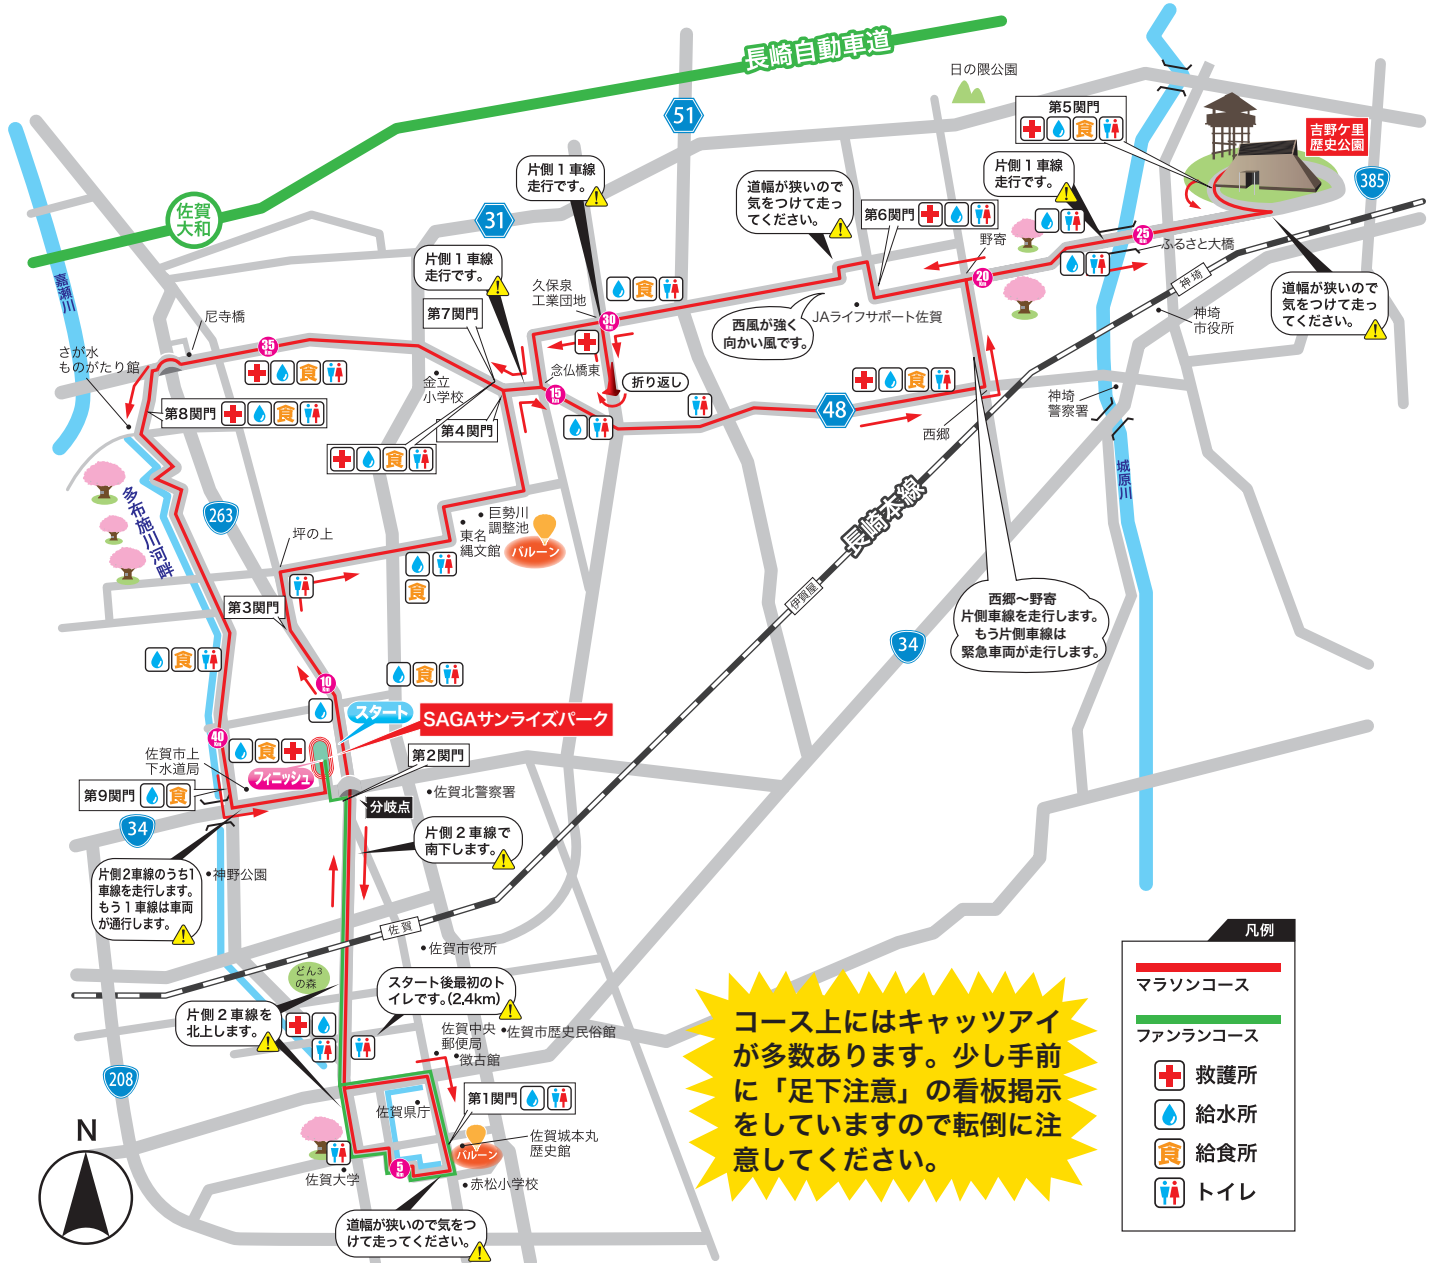 長崎自動車道
日の隈公園
第5関門
吉野ケ里
歴史公園
51
385
片側1車線
走行です。
片側1車線
走行です。
道幅が狭いので
気をつけて走っ
てください。
佐賀
大和
31
第6関門
野寄
25
Km
ふるさと大橋
片側1車線
走行です。
久保泉
工業団地
20
Km
神埼
嘉瀬川
第7関門
30
Km
西風が強く
向かい風です。
JAライフサポート佐賀
神埼
市役所
道幅が狭いので
気をつけて走っ
てください。
尼寺橋
35
Km
さが水
ものがたり館
金立
小学校
念仏橋東
折り返し
15
Km
48
神埼
警察署
第8関門
第4関門
西郷
城原川
多布施川河畔
263
坪の上
巨勢川
調整池
東名
縄文館
バルーン
長崎本線
伊賀屋
第3関門
西郷~野寄
片側車線を走行します。
もう片側車線は
緊急車両が走行します。
34
10
Km
スタート
SAGAサンライズパーク
40
Km
佐賀市上
下水道局
フィニッシュ
第2関門
第9関門
佐賀北警察署
分岐点
34
片側2車線で
南下します。
片側2車線のうち1
車線を走行します。
もう1車線は車両
が通行します。
神野公園
佐賀
佐賀市役所
どん3
の森
スタート後最初のト
イレです。(2.4km)
片側2車線を
北上します。
佐賀中央
郵便局
佐賀市歴史民俗館
徴古館
208
佐賀県庁
第1関門
佐賀城本丸
歴史館
バルーン
5
Km
佐賀大学
赤松小学校
道幅が狭いので気をつ
けて走ってください。
N
コース上にはキャッツアイ
が多数あります。少し手前
に「足下注意」の看板掲示
をしていますので転倒に注
意してください。
凡例
マラソンコース
ファンランコース
救護所
給水所
食 給食所
トイレ